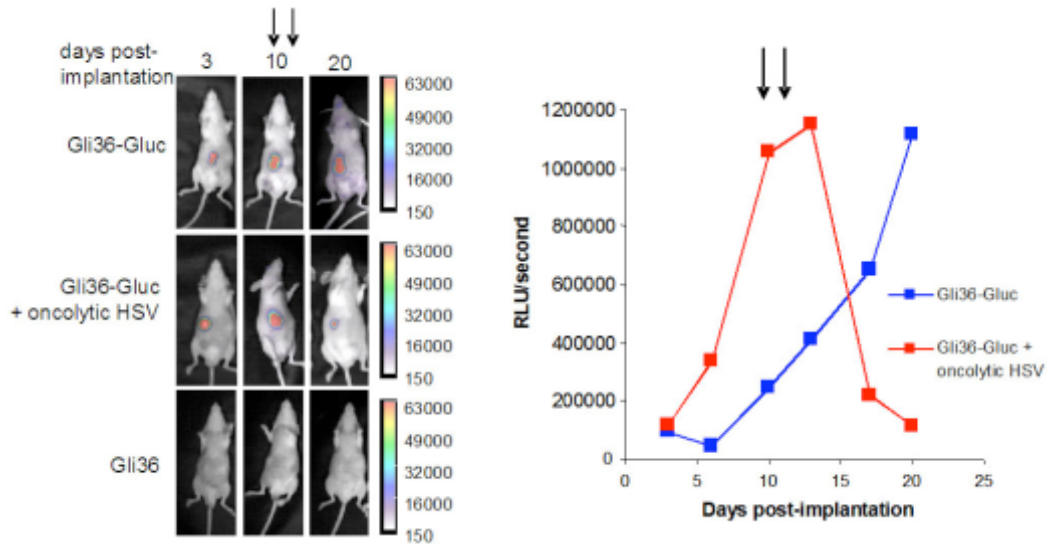 days post-
implantation
3 10 20
Gli36-Gluc
63000
49000
32000
16000
150
Gli36-Gluc
+ oncolytic HSV
63000
49000
32000
16000
150
Gli36
63000
49000
32000
16000
150
RLU/second
1200000
1000000
800000
600000
400000
200000
0
0 5 10 15 20 25
Days post-implantation
Gli36-Gluc
Gli36-Gluc +
oncolytic HSV